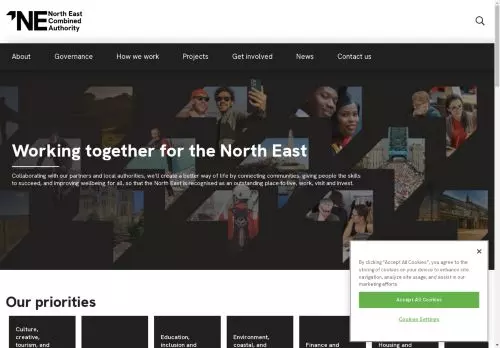 North East
Combined
Authority
NE
About Governance How we work Projects Get involved News Contact us
Working together for the North East
Collaborating with our partners and local authorities, we'll create a better way of life by connecting communities, giving people the skills
to succeed, and improving wellbeing for all, so that the North East is recognised as an outstanding place to live, work, visit and invest.
By clicking "Accept All Cookies", you agree to the
storing of cookies on your device to enhance site
navigation, analyze site usage, and assist in our
marketing efforts.
Accept All Cookies
Cookies Settings
Our priorities
Culture,
creative,
tourism, and
Education,
inclusion and
Environment,
coastal, and
Finance and
Housing and